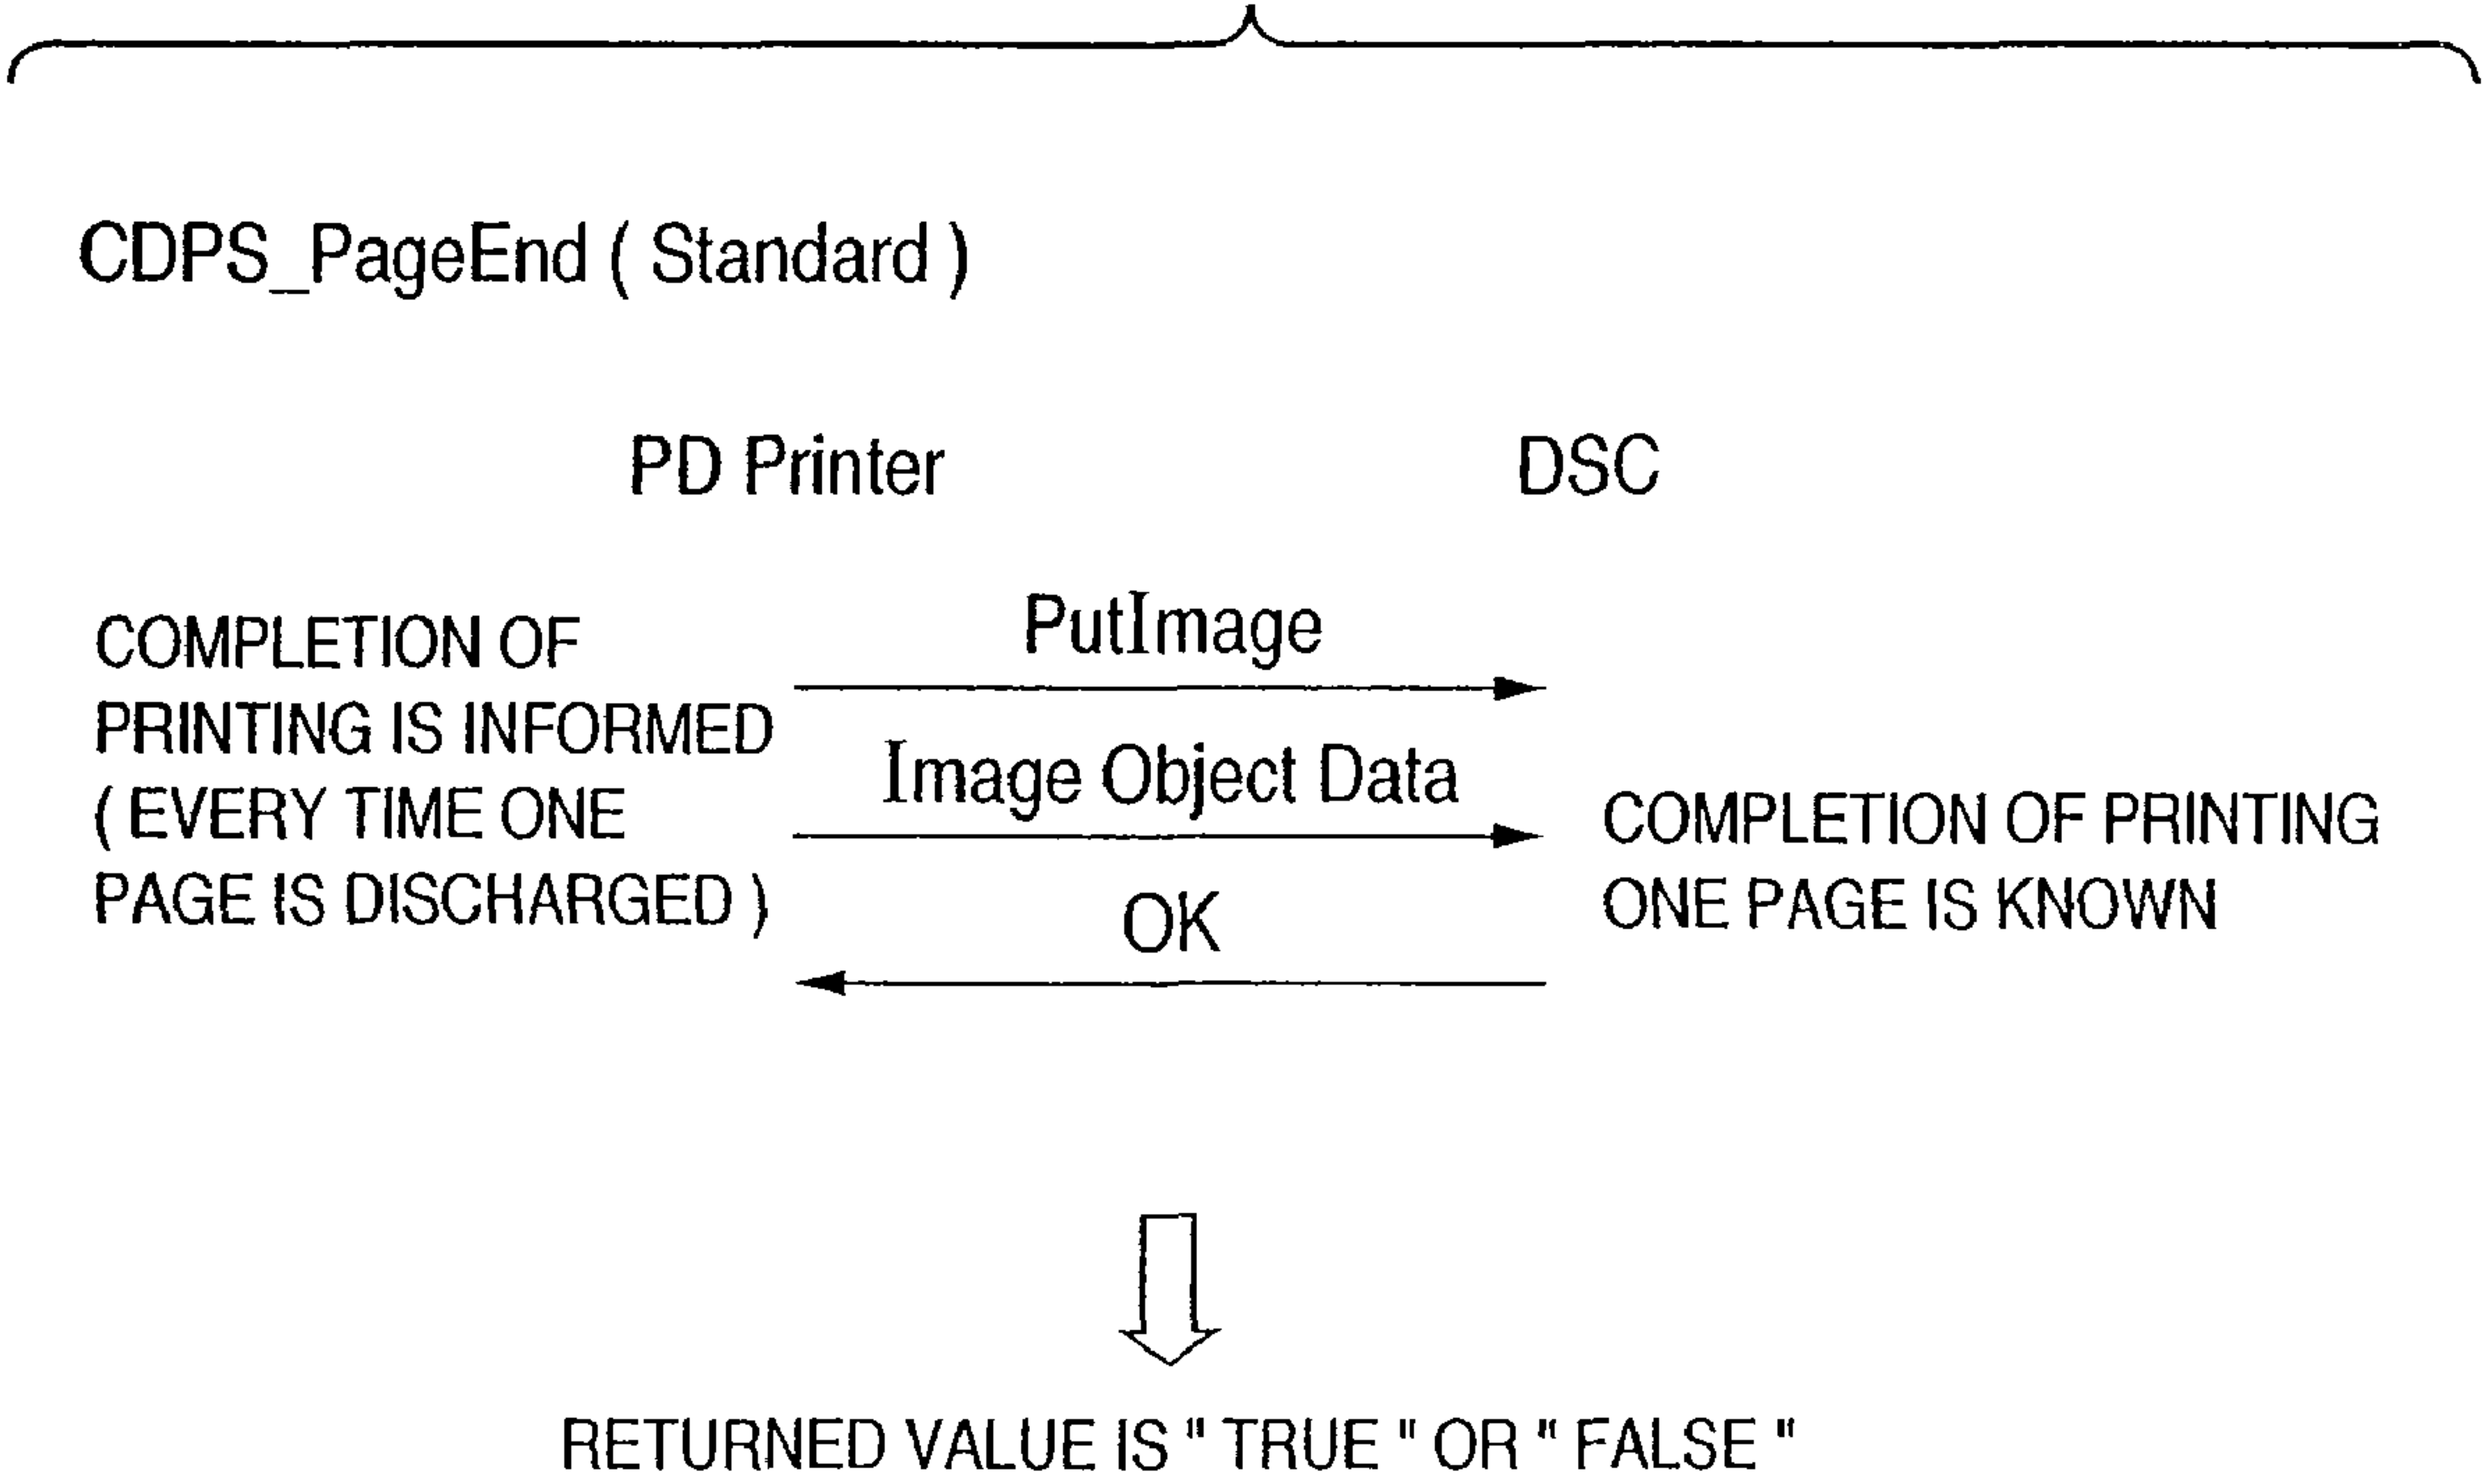 CDPS_PageEnd ( Standard )
PD Printer
DSC
COMPLETION OF
PRINTING IS INFORMED
( EVERY TIME ONE
PAGE IS DISCHARGED )
PutImage
Image Object Data
OK
COMPLETION OF PRINTING
ONE PAGE IS KNOWN
RETURNED VALUE IS " TRUE " OR " FALSE "